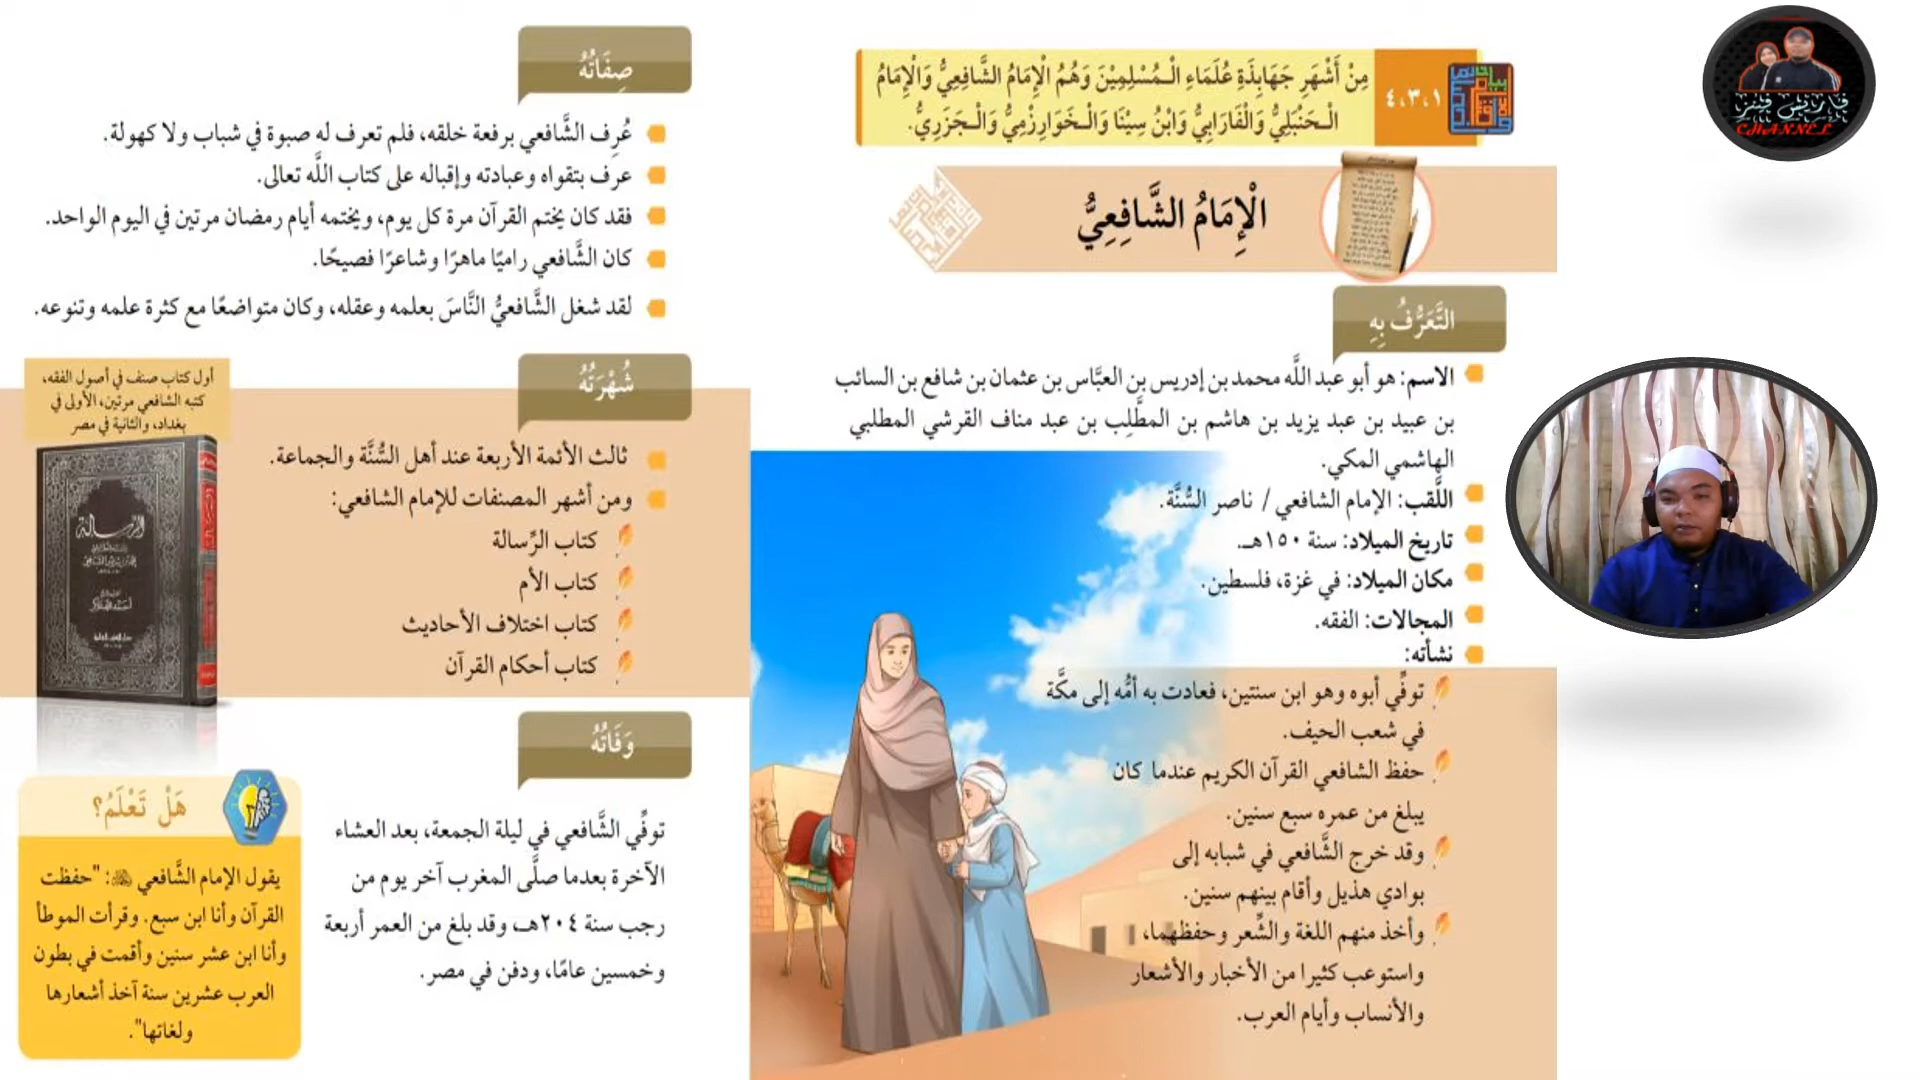 ٤،٣،١
مِنْ أَشْهَرِ جَهَابِذَةِ عُلَمَاءِ الْـمُسْلِمِيْنَ وَهُمُ الْإِمَامُ الشَّافِعِيُّ وَالْإِمَامُ
الْـحَنْبَلِيُّ وَالْفَارَابِيُّ وَابْنُ سِيْنَا وَالْـخَوَارِزْمِيُّ وَالْـجَزَرِيُّ.
الْإِمَامُ الشَّافِعِيُّ
التَّعَرُّفُ بِهِ
الاسم: هو أبو عبد اللَّه محمد بن إدريس بن العبَّاس بن عثمان بن شافع بن السائب
بن عبيد بن عبد يزيد بن هاشم بن المطَّلِب بن عبد مناف القرشي المطلبي
الهاشمي المكي.
اللَّقب: الإمام الشافعي / ناصر السُّنَّة.
تاريخ الميلاد: سنة ١٥٠هـ.
مكان الميلاد: في غزة، فلسطين.
المجالات: الفقه.
نشأته:
توفِّي أبوه وهو ابن سنتين، فعادت به أمُّه إلى مكَّة
في شعب الحيف.
حفظ الشافعي القرآن الكريم عندما كان
يبلغ من عمره سبع سنين.
وقد خرج الشَّافعي في شبابه إلى
بوادي هذيل وأقام بينهم سنين.
وأخذ منهم اللغة والشِّعر وحفظهما،
واستوعب كثيرا من الأخبار والأشعار
والأنساب وأيام العرب.
صِفَاتُهُ
عُرِف الشَّافعي برفعة خلقه، فلم تعرف له صبوة في شباب ولا كهولة.
عرف بتقواه وعبادته وإقباله على كتاب اللَّه تعالى.
فقد كان يختم القرآن مرة كل يوم، ويختمه أيام رمضان مرتين في اليوم الواحد.
كان الشَّافعي راميًا ماهرًا وشاعرًا فصيحًا.
لقد شغل الشَّافعيُّ النَّاسَ بعلمه وعقله، وكان متواضعًا مع كثرة علمه وتنوعه.
شُهْرَتُهُ
ثالث الأئمة الأربعة عند أهل السُّنَّة والجماعة.
ومن أشهر المصنفات للإمام الشافعي:
كتاب الرِّسالة
كتاب الأم
كتاب اختلاف الأحاديث
كتاب أحكام القرآن
أول كتاب صنف في أصول الفقه،
كتبه الشافعي مرتين، الأولى في
بغداد، والثانية في مصر
الرسالة
وَفَاتُهُ
توفِّي الشَّافعي في ليلة الجمعة، بعد العشاء
الآخرة بعدما صلَّى المغرب آخر يوم من
رجب سنة ٢٠٤هـ، وقد بلغ من العمر أربعة
وخمسين عامًا، ودفن في مصر.
هَلْ تَعْلَمُ؟
يقول الإمام الشَّافعي: "حفظت
القرآن وأنا ابن سبع. وقرأت الموطأ
وأنا ابن عشر سنين وأقمت في بطون
العرب عشرين سنة آخذ أشعارها
ولغاتها".
CHANNEL